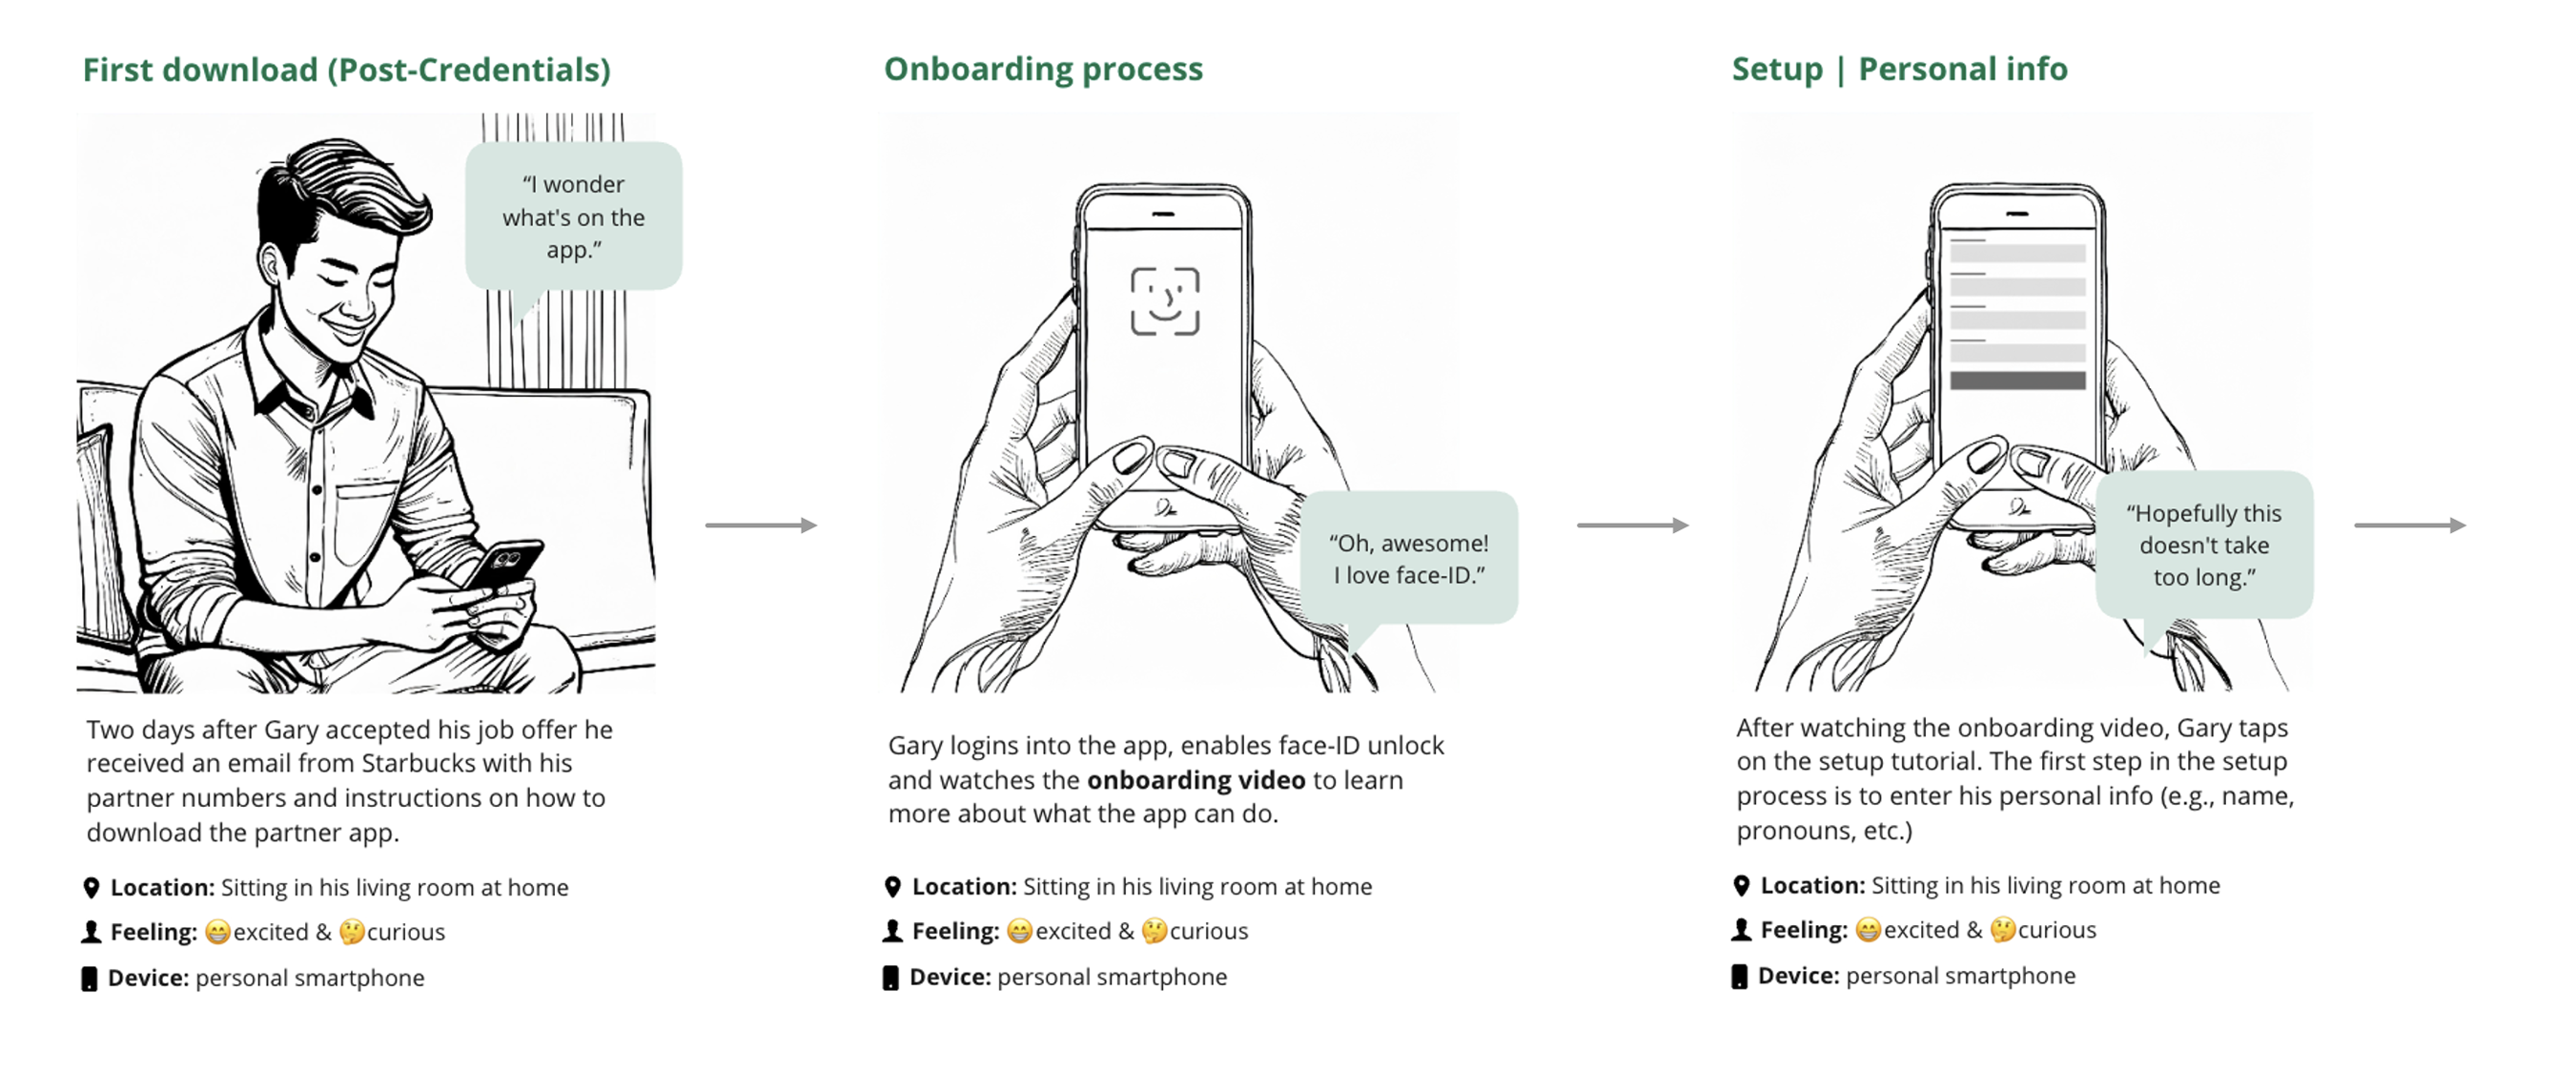 First download (Post-Credentials)
“I wonder
what's on the
app.”
Two days after Gary accepted his job offer he
received an email from Starbucks with his
partner numbers and instructions on how to
download the partner app.
Location: Sitting in his living room at home
Feeling: 😁excited & 🤔curious
Device: personal smartphone
Onboarding process
“Oh, awesome!
I love face-ID.”
Gary logins into the app, enables face-ID unlock
and watches the onboarding video to learn
more about what the app can do.
Location: Sitting in his living room at home
Feeling: 😁excited & 🤔curious
Device: personal smartphone
Setup | Personal info
“Hopefully this
doesn't take
too long.”
After watching the onboarding video, Gary taps
on the setup tutorial. The first step in the setup
process is to enter his personal info (e.g., name,
pronouns, etc.)
Location: Sitting in his living room at home
Feeling: 😁excited & 🤔curious
Device: personal smartphone